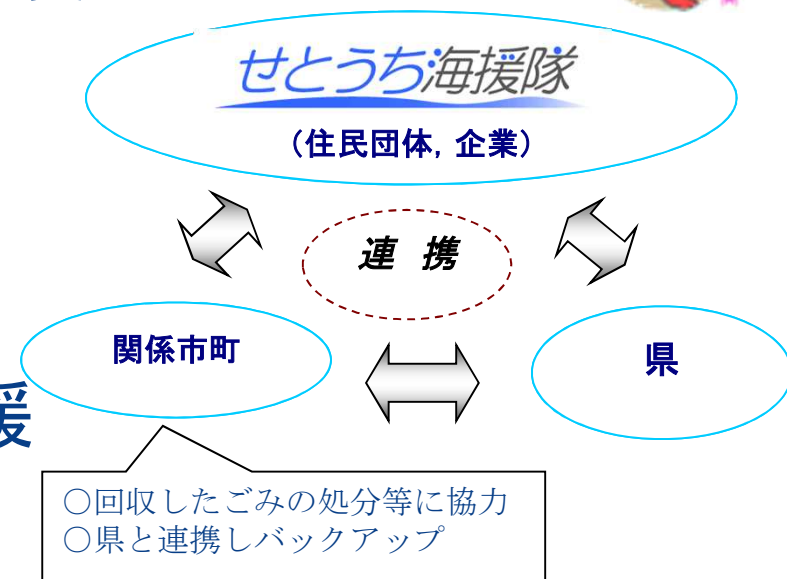 せとうち海援隊
（住民団体，企業）
連 携
関係市町
県
援
○回収したごみの処分等に協力
○県と連携しバックアップ